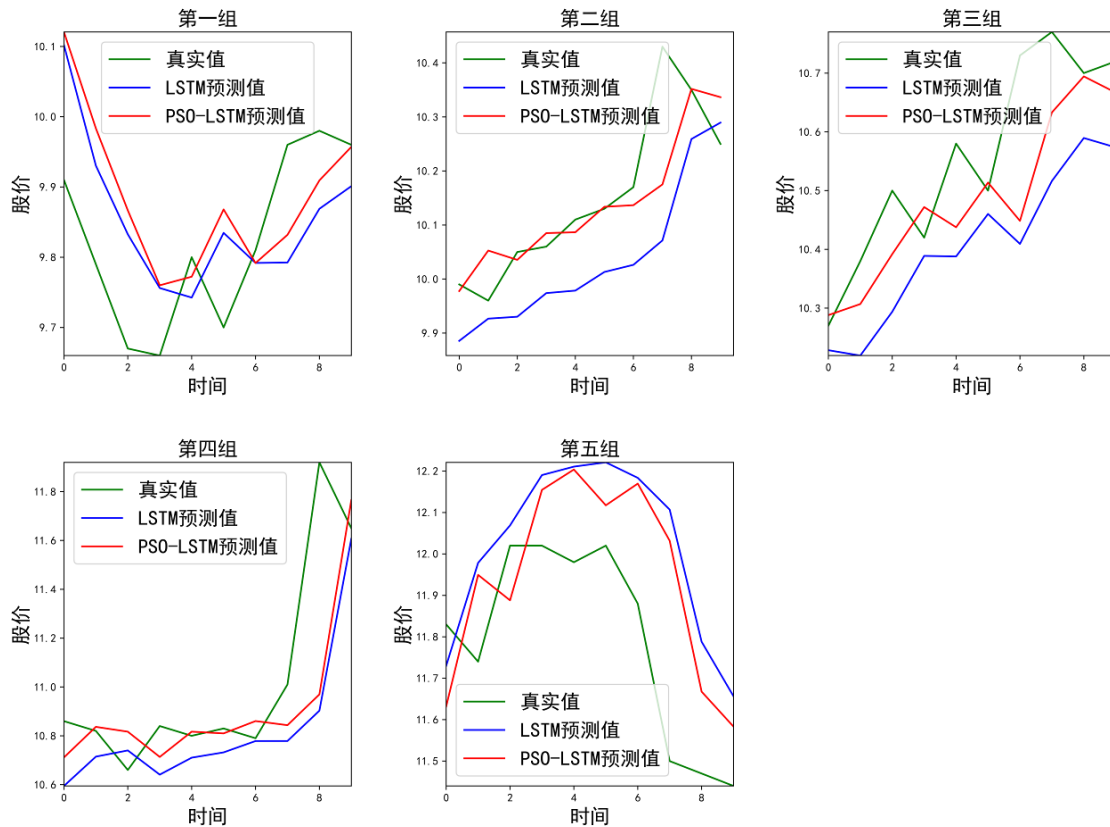 第一组
10.1
10.0
9.9
9.8
9.7
股价
真实值
LSTM预测值
PSO-LSTM预测值
0 2 4 6 8
时间
第二组
10.4
10.3
10.2
10.1
10.0
9.9
股价
真实值
LSTM预测值
PSO-LSTM预测值
0 2 4 6 8
时间
第三组
10.7
10.6
10.5
10.4
10.3
股价
真实值
LSTM预测值
PSO-LSTM预测值
0 2 4 6 8
时间
第四组
11.8
11.6
11.4
11.2
11.0
10.8
10.6
股价
真实值
LSTM预测值
PSO-LSTM预测值
0 2 4 6 8
时间
第五组
12.2
12.1
12.0
11.9
11.8
11.7
11.6
11.5
股价
真实值
LSTM预测值
PSO-LSTM预测值
0 2 4 6 8
时间